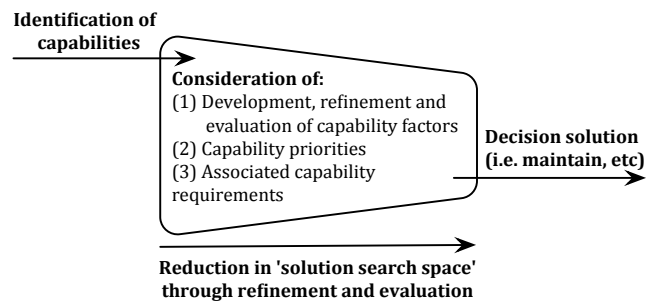 Identification of
capabilities
Consideration of:
(1) Development, refinement and
evaluation of capability factors
(2) Capability priorities
(3) Associated capability
requirements
Decision solution
(i.e. maintain, etc)
Reduction in 'solution search space'
through refinement and evaluation